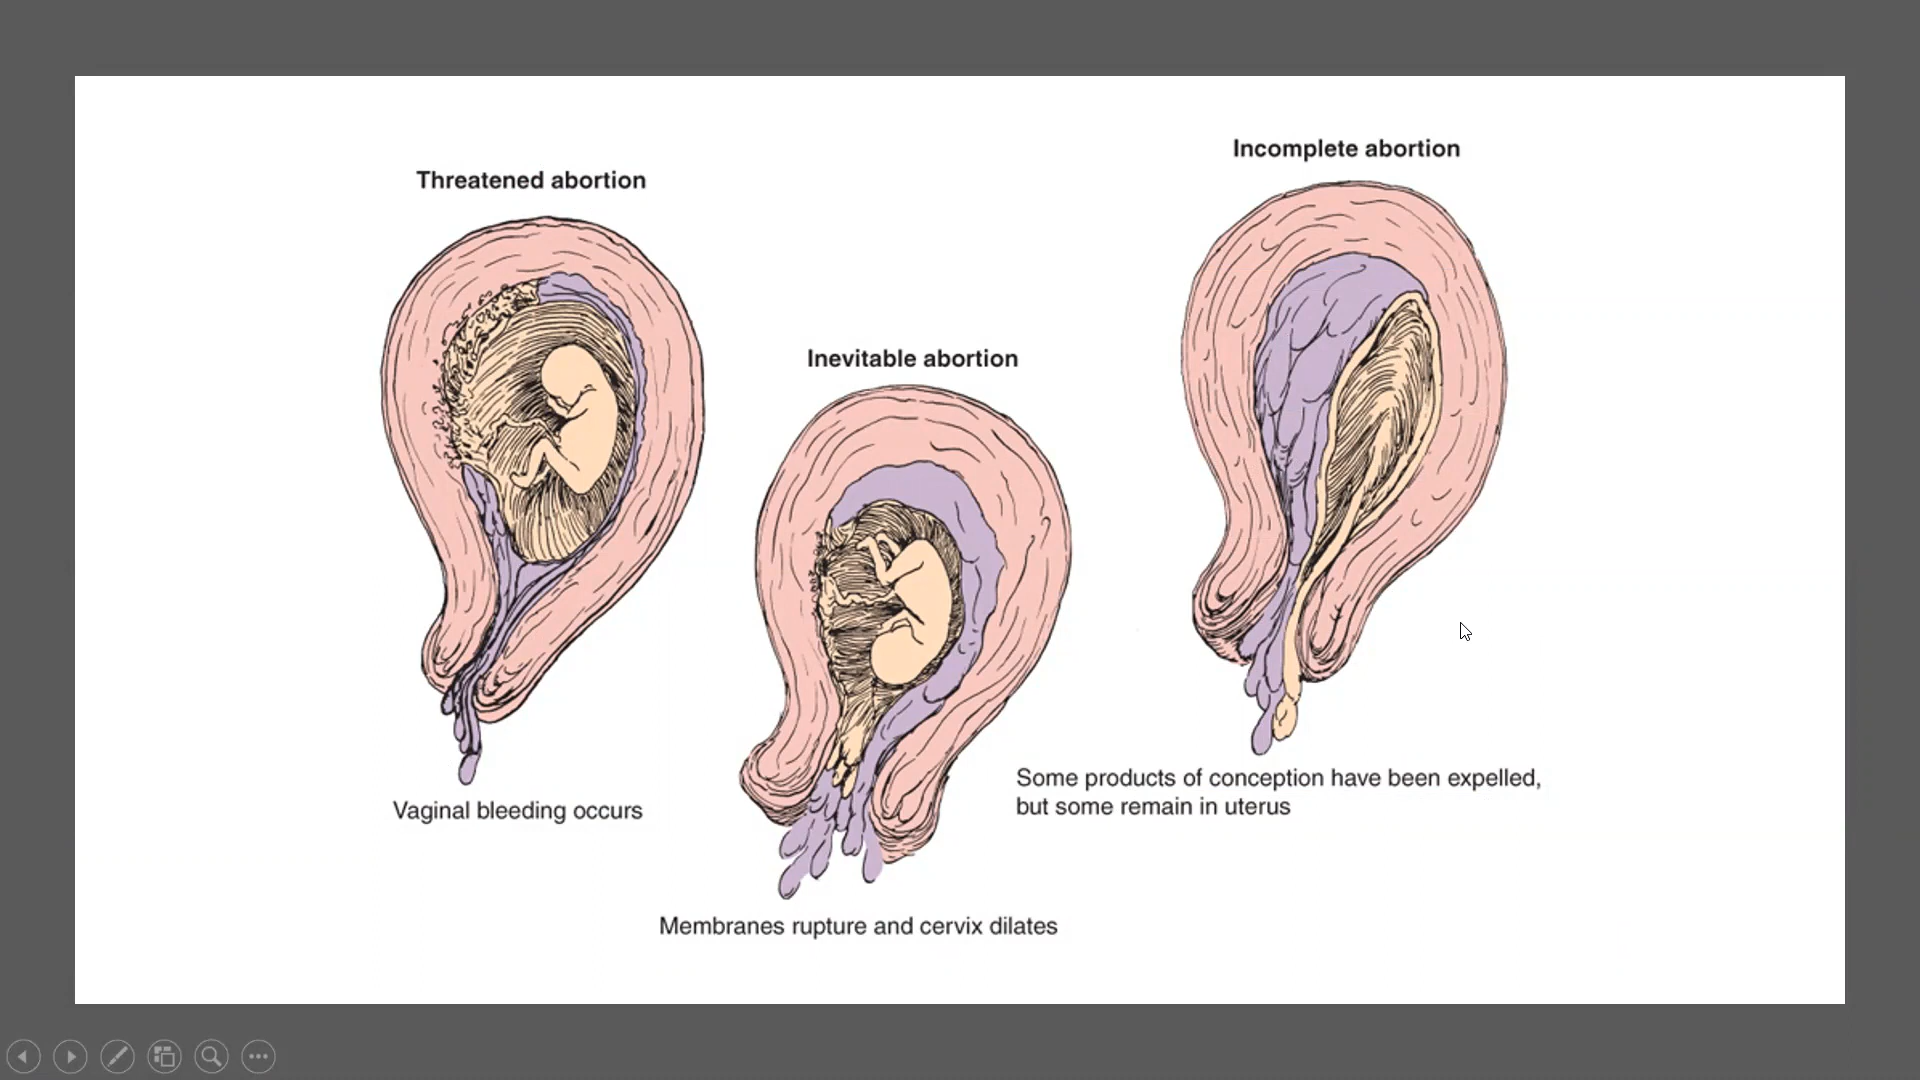 Threatened abortion
Vaginal bleeding occurs
Inevitable abortion
Membranes rupture and cervix dilates
Incomplete abortion
Some products of conception have been expelled,
but some remain in uterus